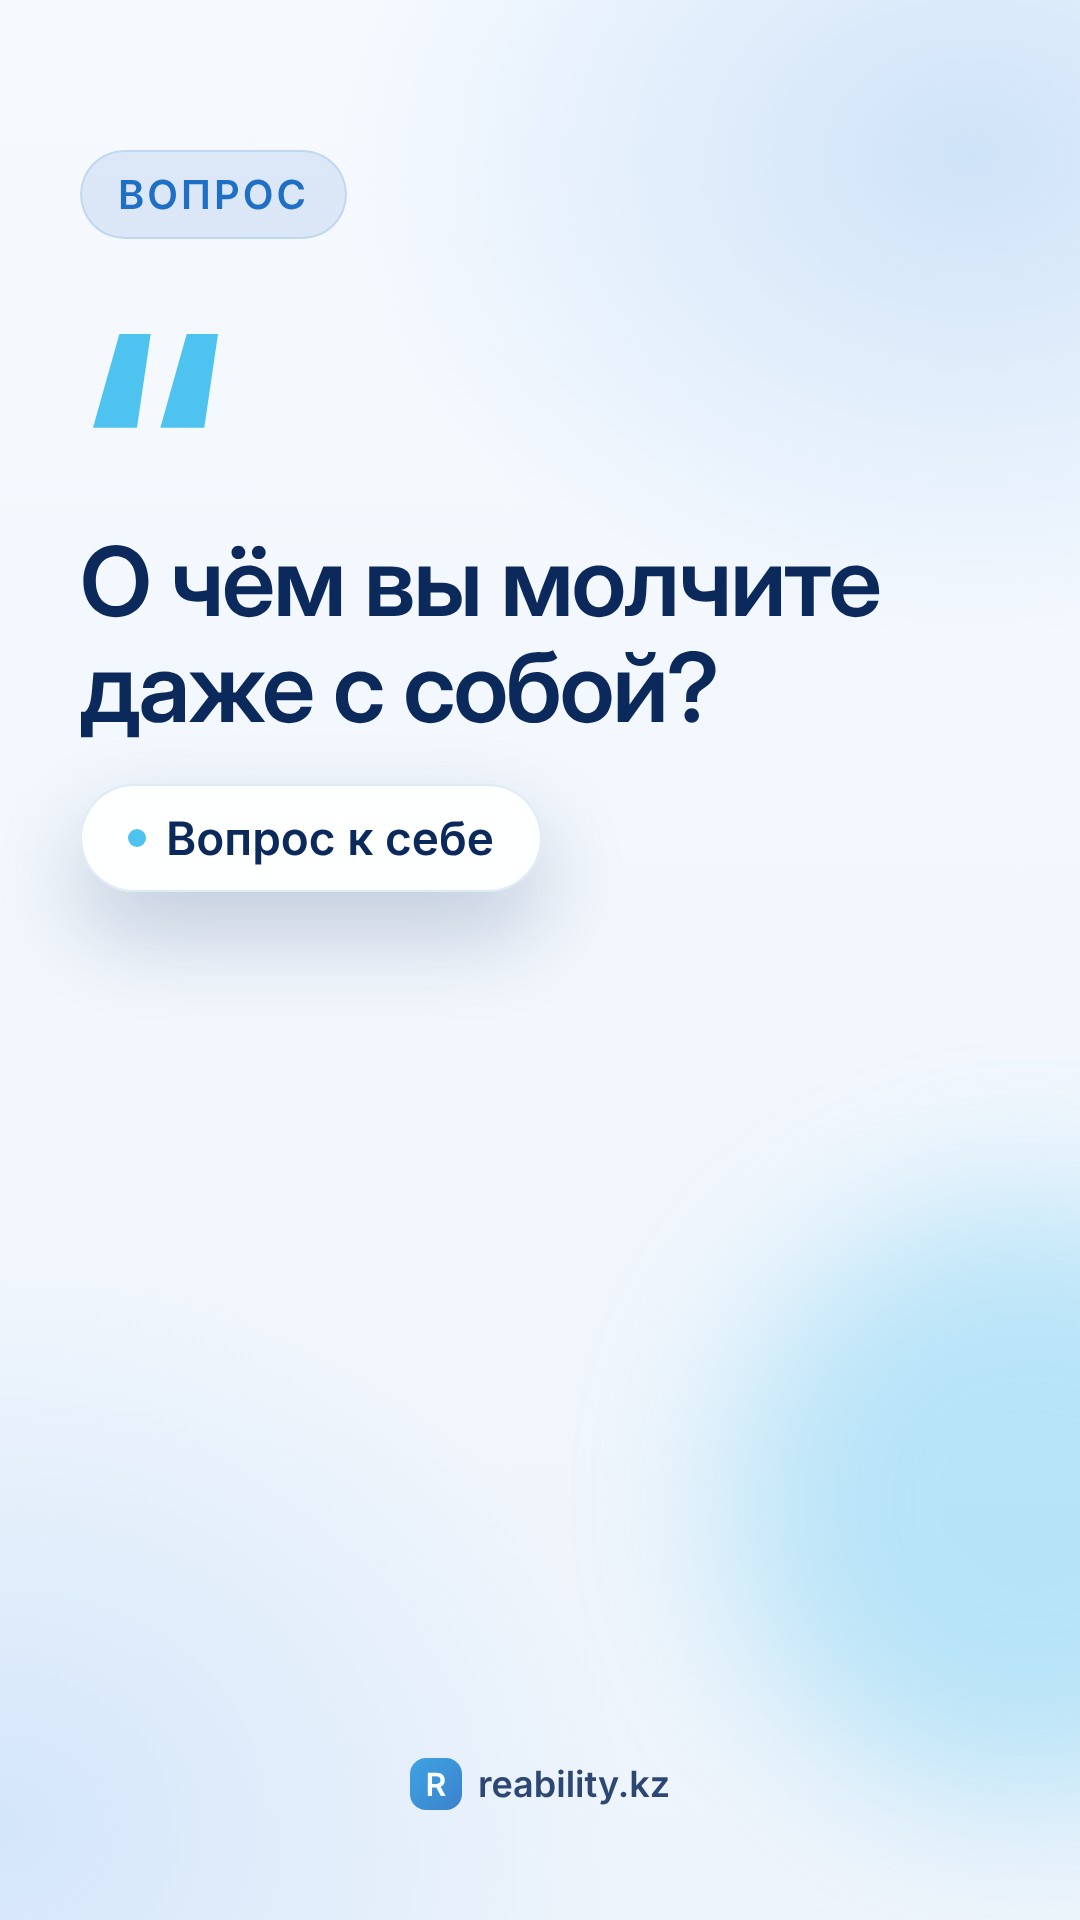 ВОПРОС
“
О чём вы молчите
даже с собой?
Вопрос к себе
R reability.kz